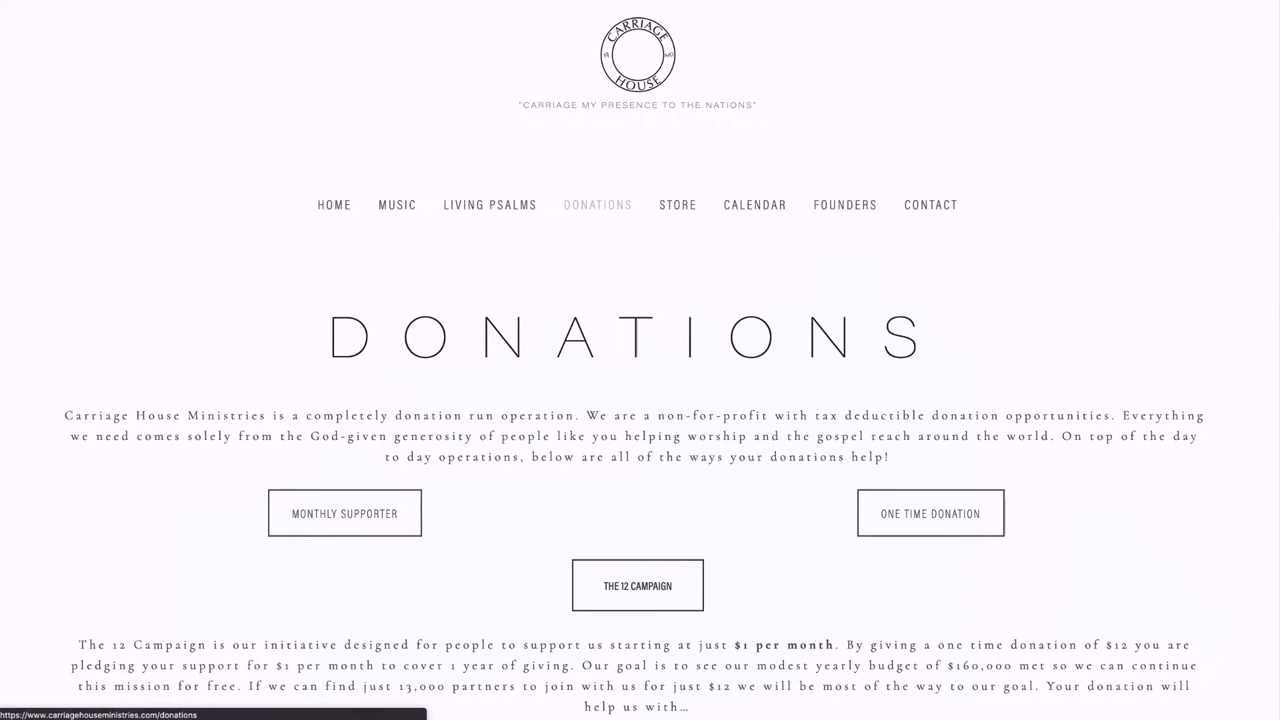 CARRIAGE
HOUSE
"CARRIAGE MY PRESENCE TO THE NATIONS"
HOME MUSIC LIVING PSALMS DONATIONS STORE CALENDAR FOUNDERS CONTACT
DONATIONS
Carriage House Ministries is a completely donation run operation. We are a non-for-profit with tax deductible donation opportunities. Everything
we need comes solely from the God-given generosity of people like you helping worship and the gospel reach around the world. On top of the day
to day operations, below are all of the ways your donations help!
MONTHLY SUPPORTER
ONE TIME DONATION
THE 12 CAMPAIGN
The 12 Campaign is our initiative designed for people to support us starting at just $1 per month. By giving a one time donation of $12 you are
pledging your support for $1 per month to cover 1 year of giving. Our goal is to see our modest yearly budget of $160,000 met so we can continue
this mission for free. If we can find just 13,000 partners to join with us for just $12 we will be most of the way to our goal. Your donation will
help us with...
https://www.carriagehouseministries.com/donations